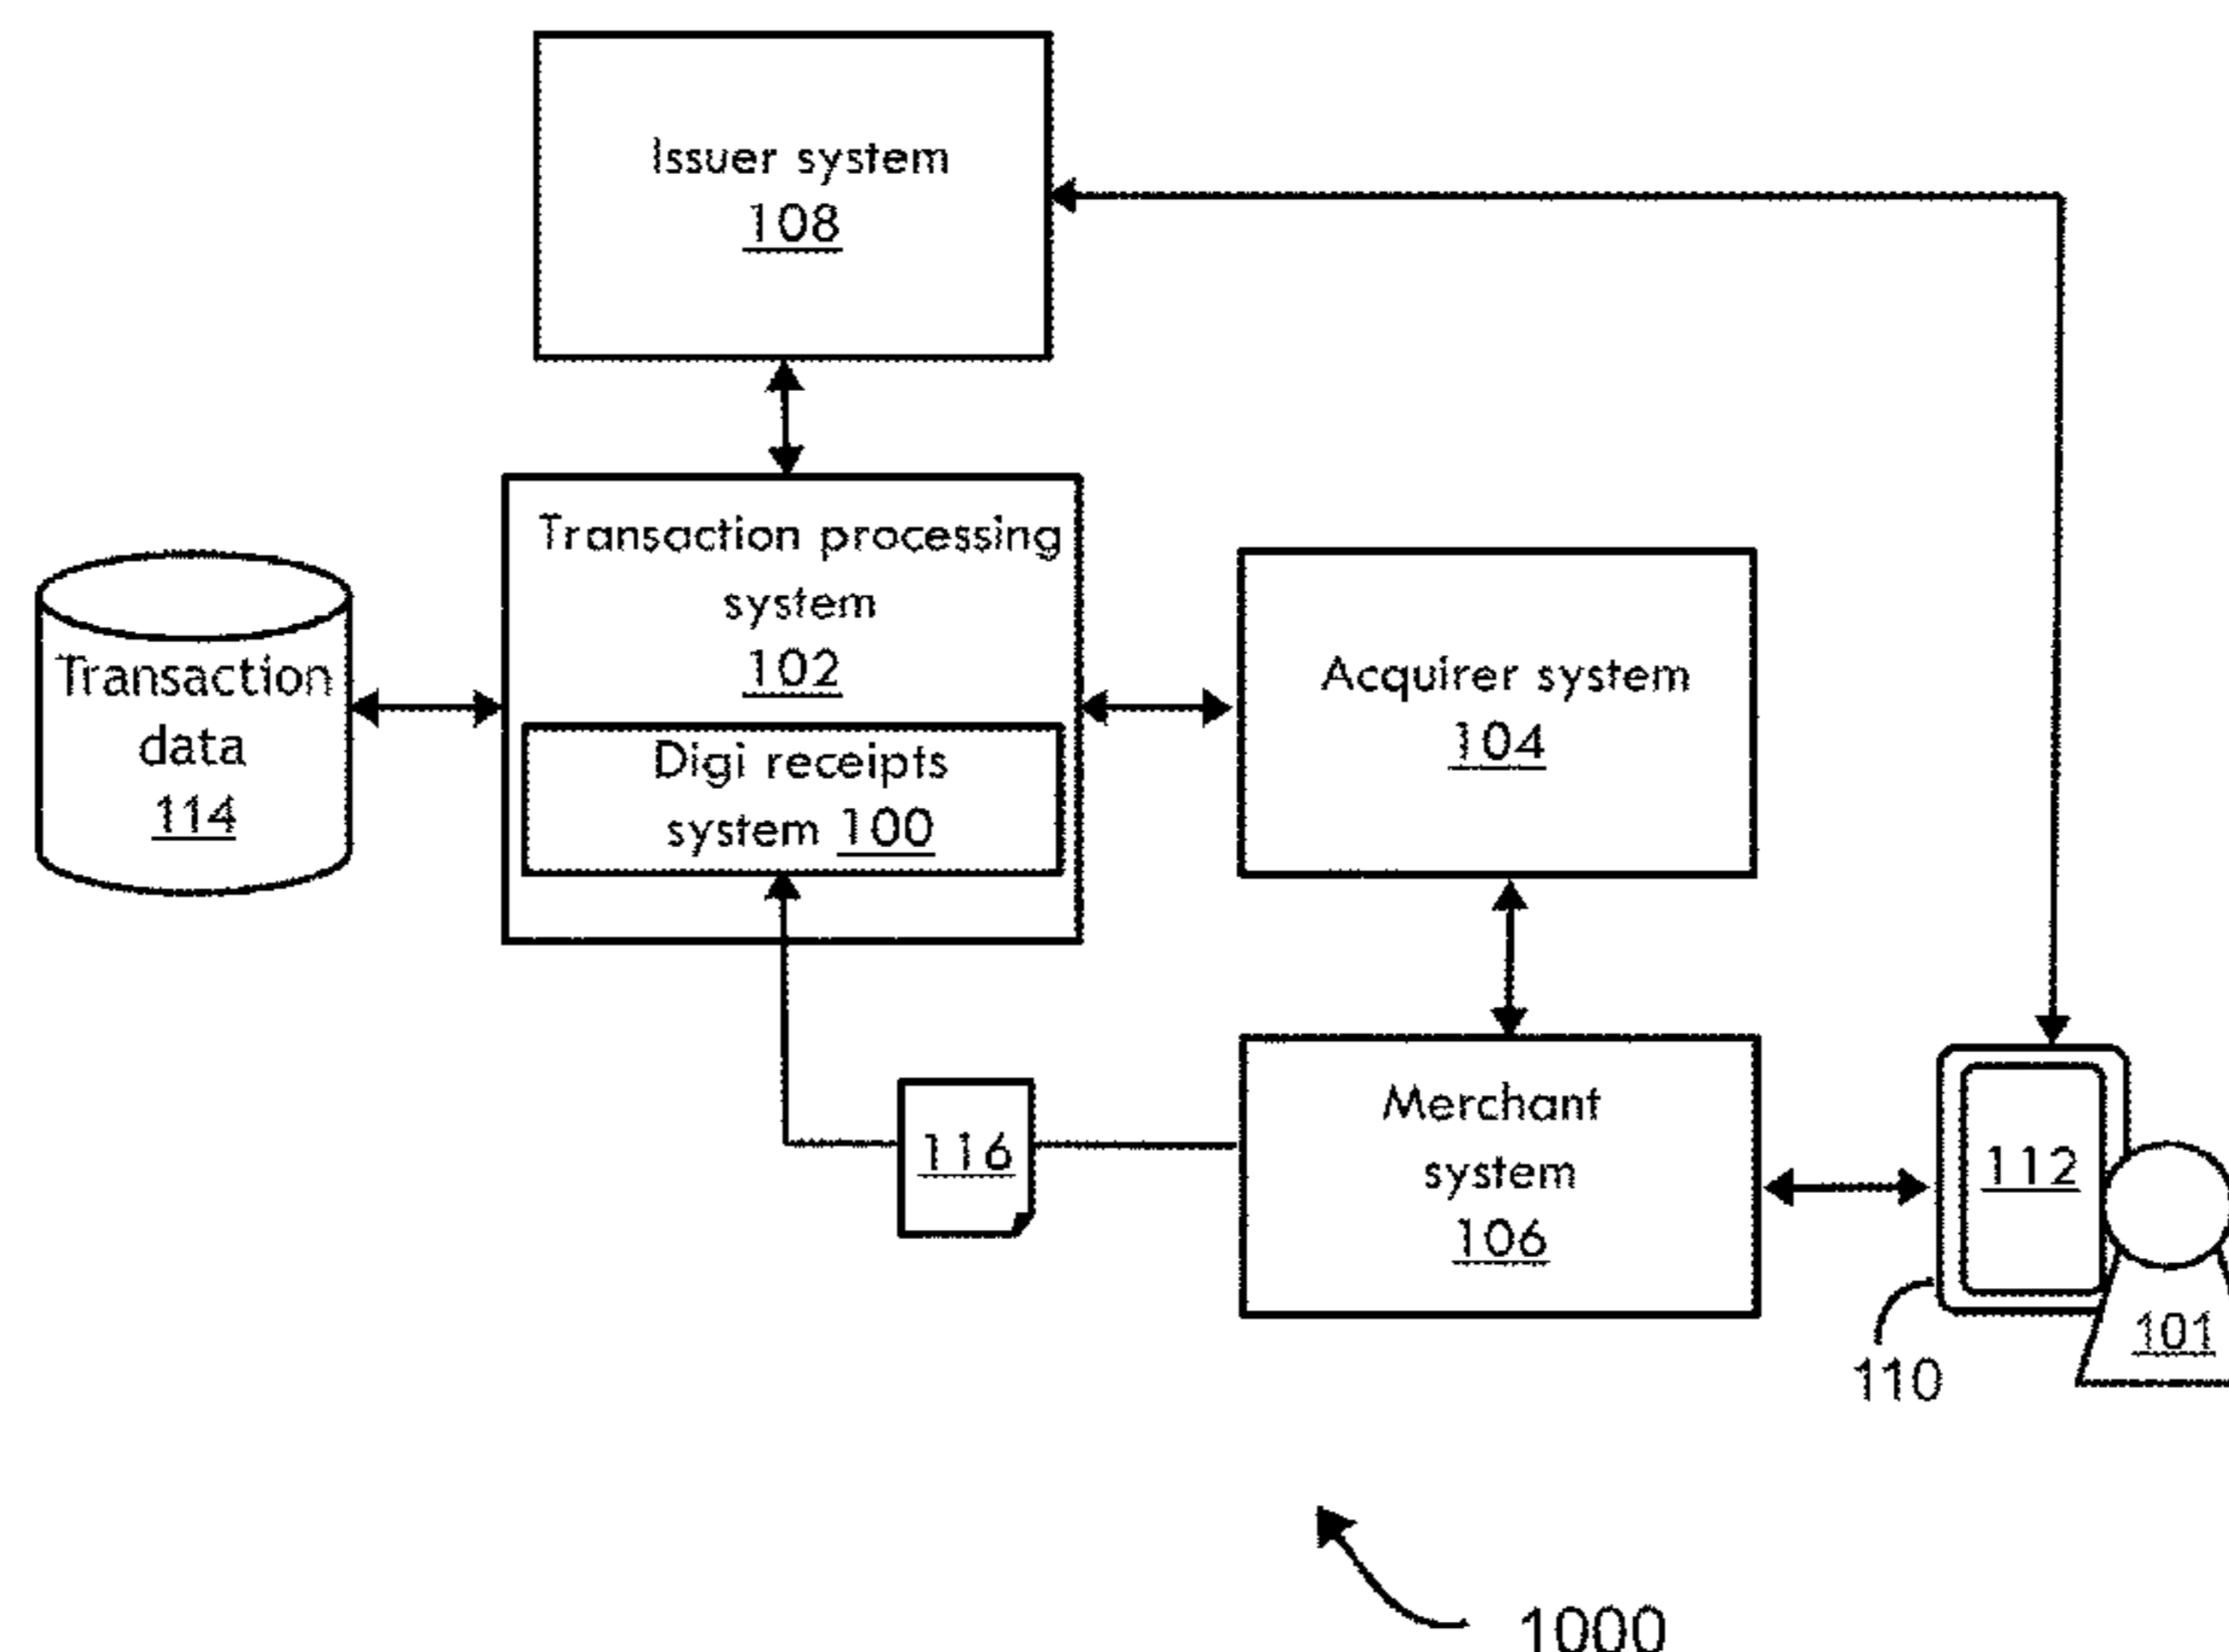 Issuer system
108
Transaction processing
system
102
Digi receipts
system 100
Transaction
data
114
Acquirer system
104
Merchant
system
106
116
112
101
110
1000